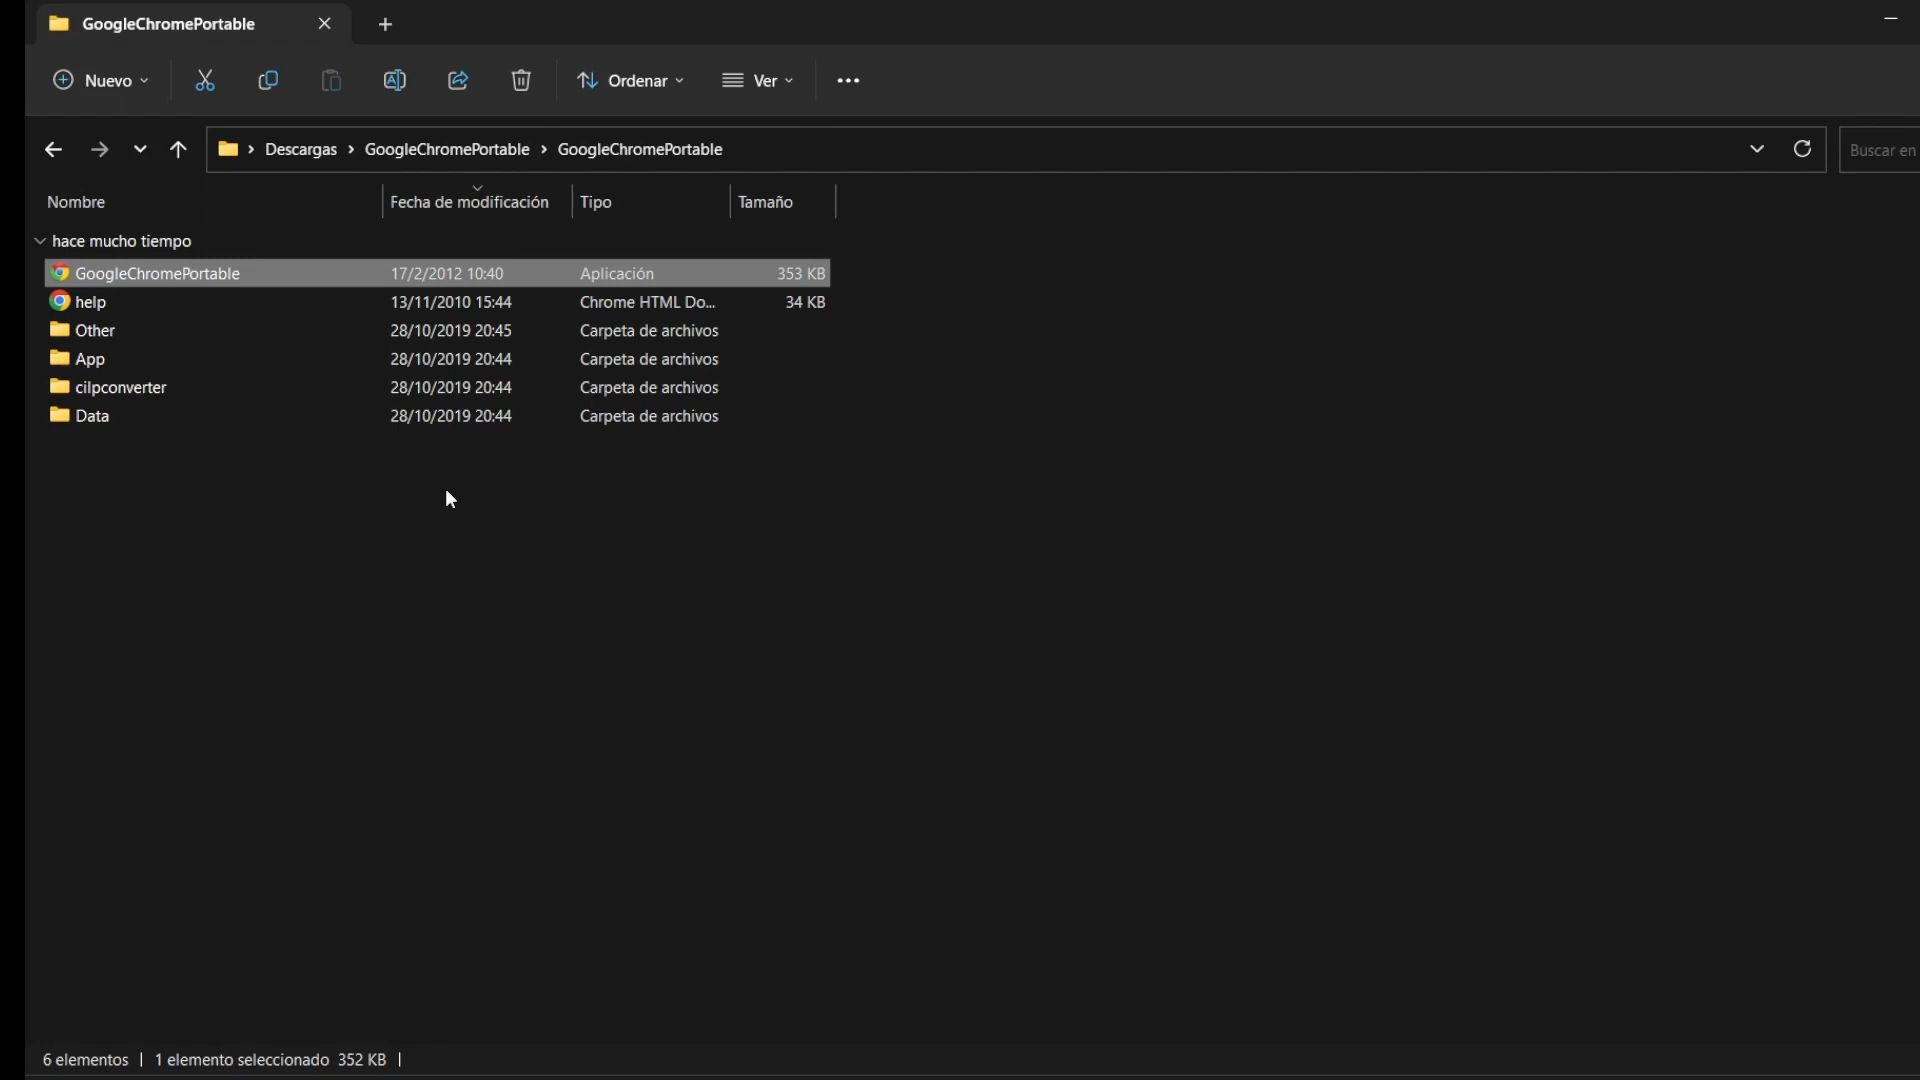 GoogleChromePortable
Nuevo Ordenar Ver
Descargas GoogleChromePortable GoogleChromePortable Buscar en
Nombre Fecha de modificación Tipo Tamaño
hace mucho tiempo
GoogleChromePortable 17/2/2012 10:40 Aplicación 353 KB
help 13/11/2010 15:44 Chrome HTML Do... 34 KB
Other 28/10/2019 20:45 Carpeta de archivos
App 28/10/2019 20:44 Carpeta de archivos
cilpconverter 28/10/2019 20:44 Carpeta de archivos
Data 28/10/2019 20:44 Carpeta de archivos
6 elementos 1 elemento seleccionado 352 KB